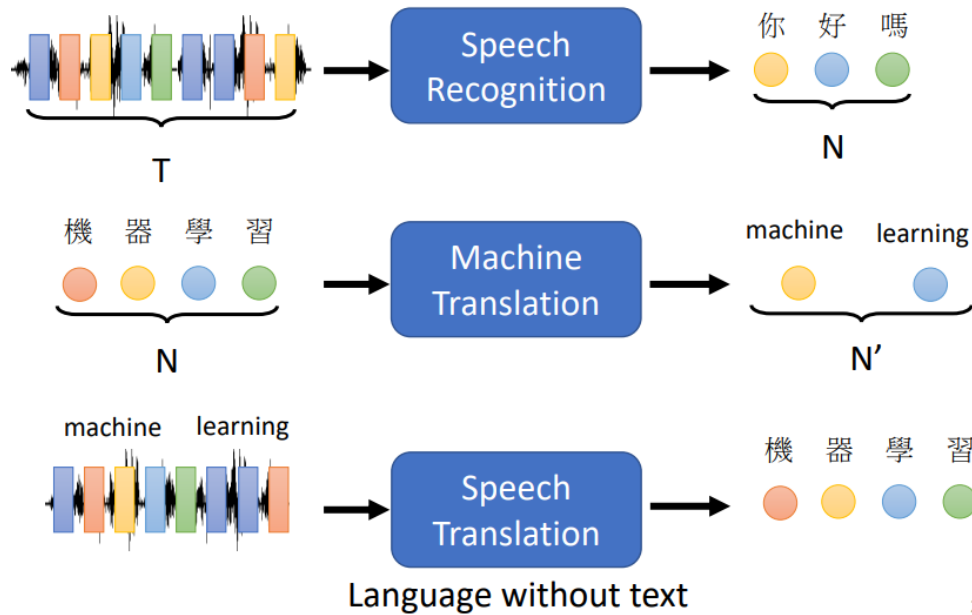 Speech
Recognition
你 好 嗎
T
N
機 器 學 習
Machine
Translation
machine learning
N
N’
machine learning
Speech
Translation
機 器 學 習
Language without text